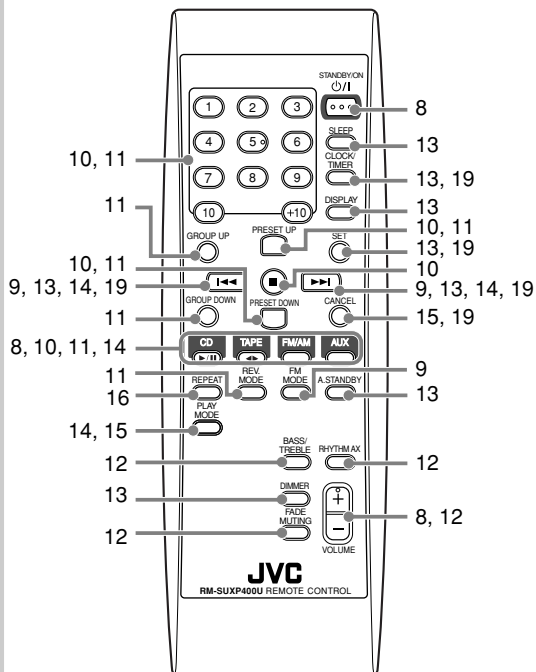 STANDBY/ON
⏻/I
1 2 3
8
SLEEP
4 5 6
13
10, 11
CLOCK/
TIMER
7 8 9
13, 19
DISPLAY
10 +10
13
11
GROUP UP
PRESET UP
10, 11
SET
13, 19
10, 11
10
9, 13, 14, 19
9, 13, 14, 19
GROUP DOWN
PRESET DOWN
CANCEL
11
15, 19
CD TAPE FM/AM AUX
8, 10, 11, 14
11
REPEAT
REV.
MODE
FM
MODE
A.STANDBY
9
16
13
PLAY
MODE
14, 15
BASS/
TREBLE
RHYTHM AX
12
12
DIMMER
13
+
8, 12
FADE
MUTING
12
–
VOLUME
JVC
RM-SUXP400U REMOTE CONTROL